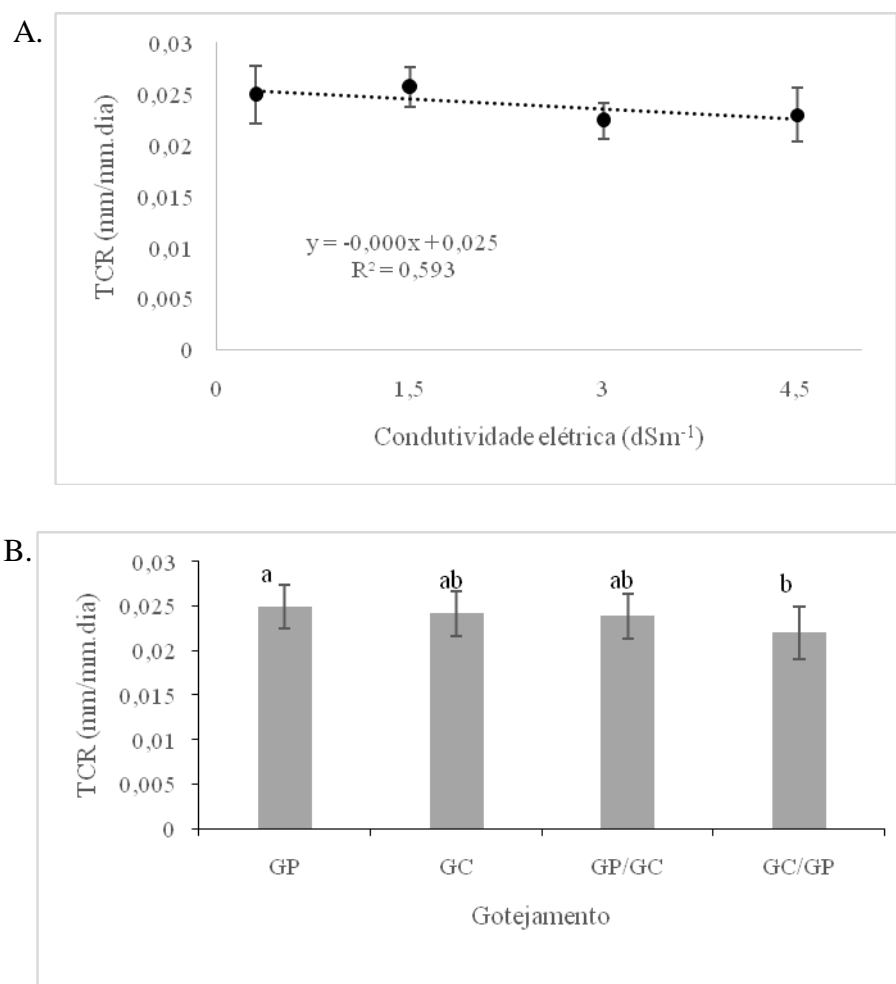 A.
0,03
0,025
0,02
0,015
0,01
0,005
0
TCR (mm/mm.dia)
y = -0,000x + 0,025
R² = 0,593
0 1,5 3 4,5
Condutividade elétrica (dSm⁻¹)
B.
0,03
0,025
0,02
0,015
0,01
0,005
0
TCR (mm/mm.dia)
a ab ab b
GP GC GP/GC GC/GP
Gotejamento